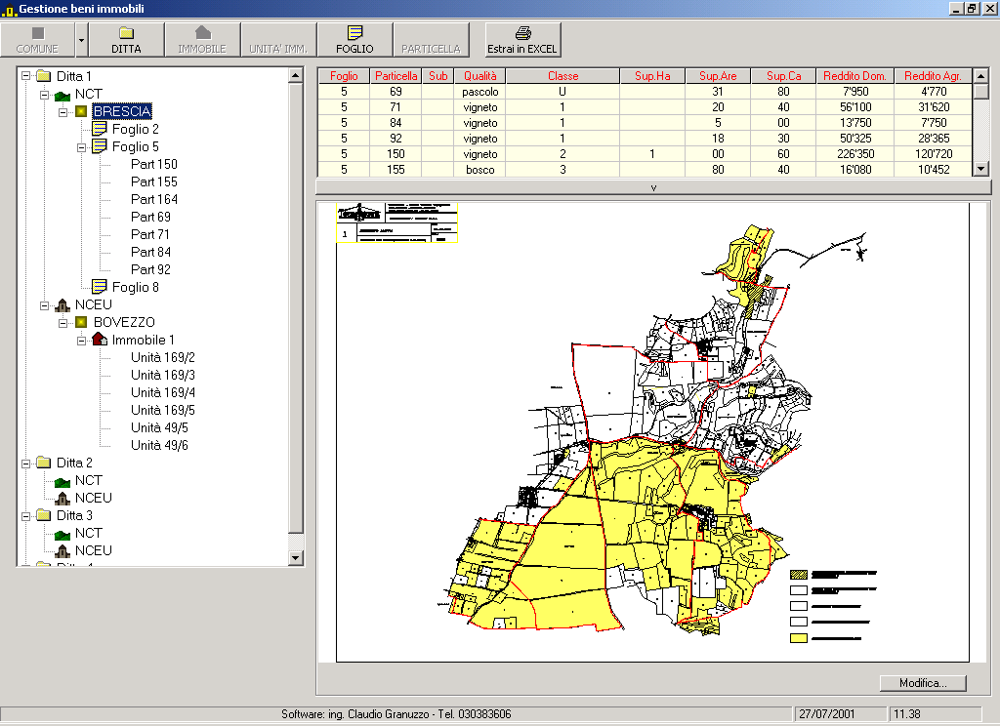 Gestione beni immobili
COMUNE DITTA IMMOBILE UNITA' IMM. FOGLIO PARTICELLA Estrai in EXCEL
Ditta 1
NCT
BRESCIA
Foglio 2
Foglio 5
Part 150
Part 155
Part 164
Part 69
Part 71
Part 84
Part 92
Foglio 8
NCEU
BOVEZZO
Immobile 1
Unità 169/2
Unità 169/3
Unità 169/4
Unità 169/5
Unità 49/5
Unità 49/6
Ditta 2
NCT
NCEU
Ditta 3
NCT
NCEU
Foglio Particella Sub Qualità Classe Sup.Ha Sup.Are Sup.Ca Reddito Dom. Reddito Agr.
5 69 pascolo U 31 80 7'950 4'770
5 71 vigneto 1 20 40 56'100 31'620
5 84 vigneto 1 5 00 13'750 7'750
5 92 vigneto 1 18 30 50'325 28'365
5 150 vigneto 2 1 00 60 226'350 120'720
5 155 bosco 3 80 40 16'080 10'452
v
1
Modifica...
Software: ing. Claudio Granuzzo - Tel. 030383606 27/07/2001 11.38